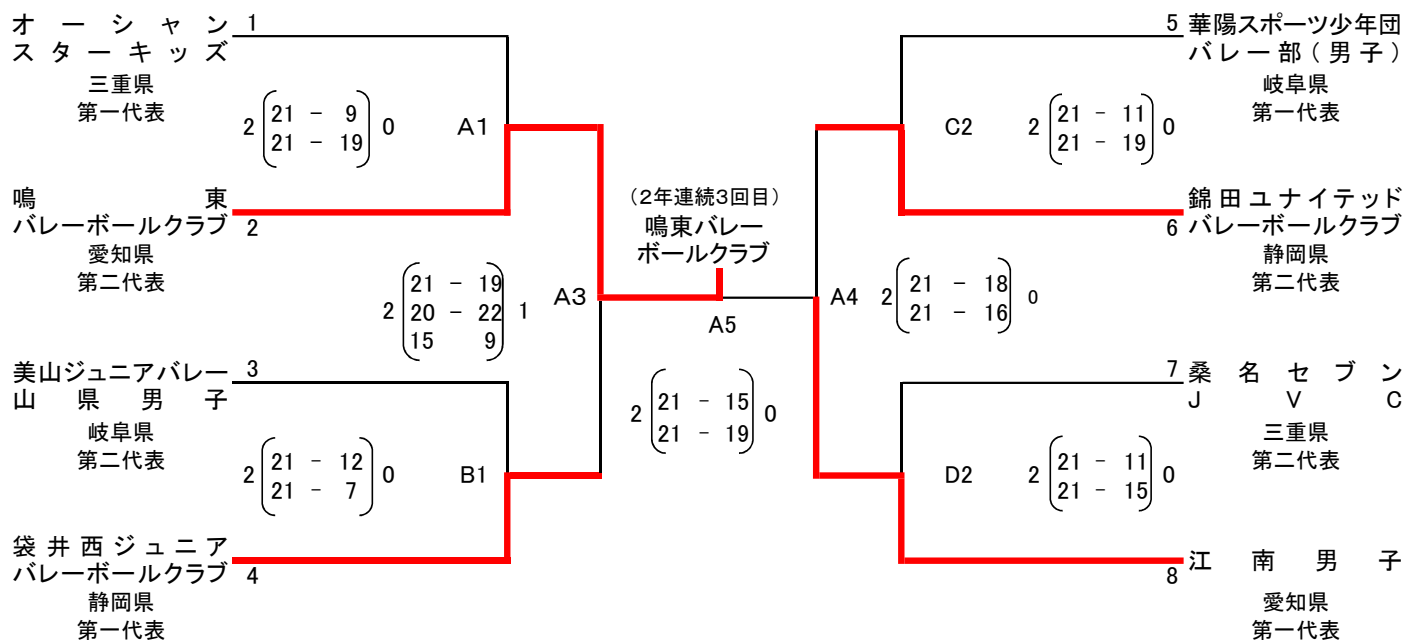 オーシャン 1
スターキッズ
三重県
第一代表
2 21 - 9 0
21 - 19
A1
鳴東
バレーボールクラブ 2
愛知県
第二代表
2 21 - 19 1
20 - 22
15 9
A3
美山ジュニアバレー 3
山県男子
岐阜県
第二代表
2 21 - 12 0
21 - 7
B1
袋井西ジュニア
バレーボールクラブ 4
静岡県
第一代表
(2年連続3回目)
鳴東バレー
ボールクラブ
A5
2 21 - 15 0
21 - 19
5 華陽スポーツ少年団
バレー部(男子)
岐阜県
第一代表
C2
2 21 - 11 0
21 - 19
錦田ユナイテッド
6 バレーボールクラブ
静岡県
第二代表
A4
2 21 - 18 0
21 - 16
7 桑名セブン
JVC
三重県
第二代表
D2
2 21 - 11 0
21 - 15
8 江南男子
愛知県
第一代表